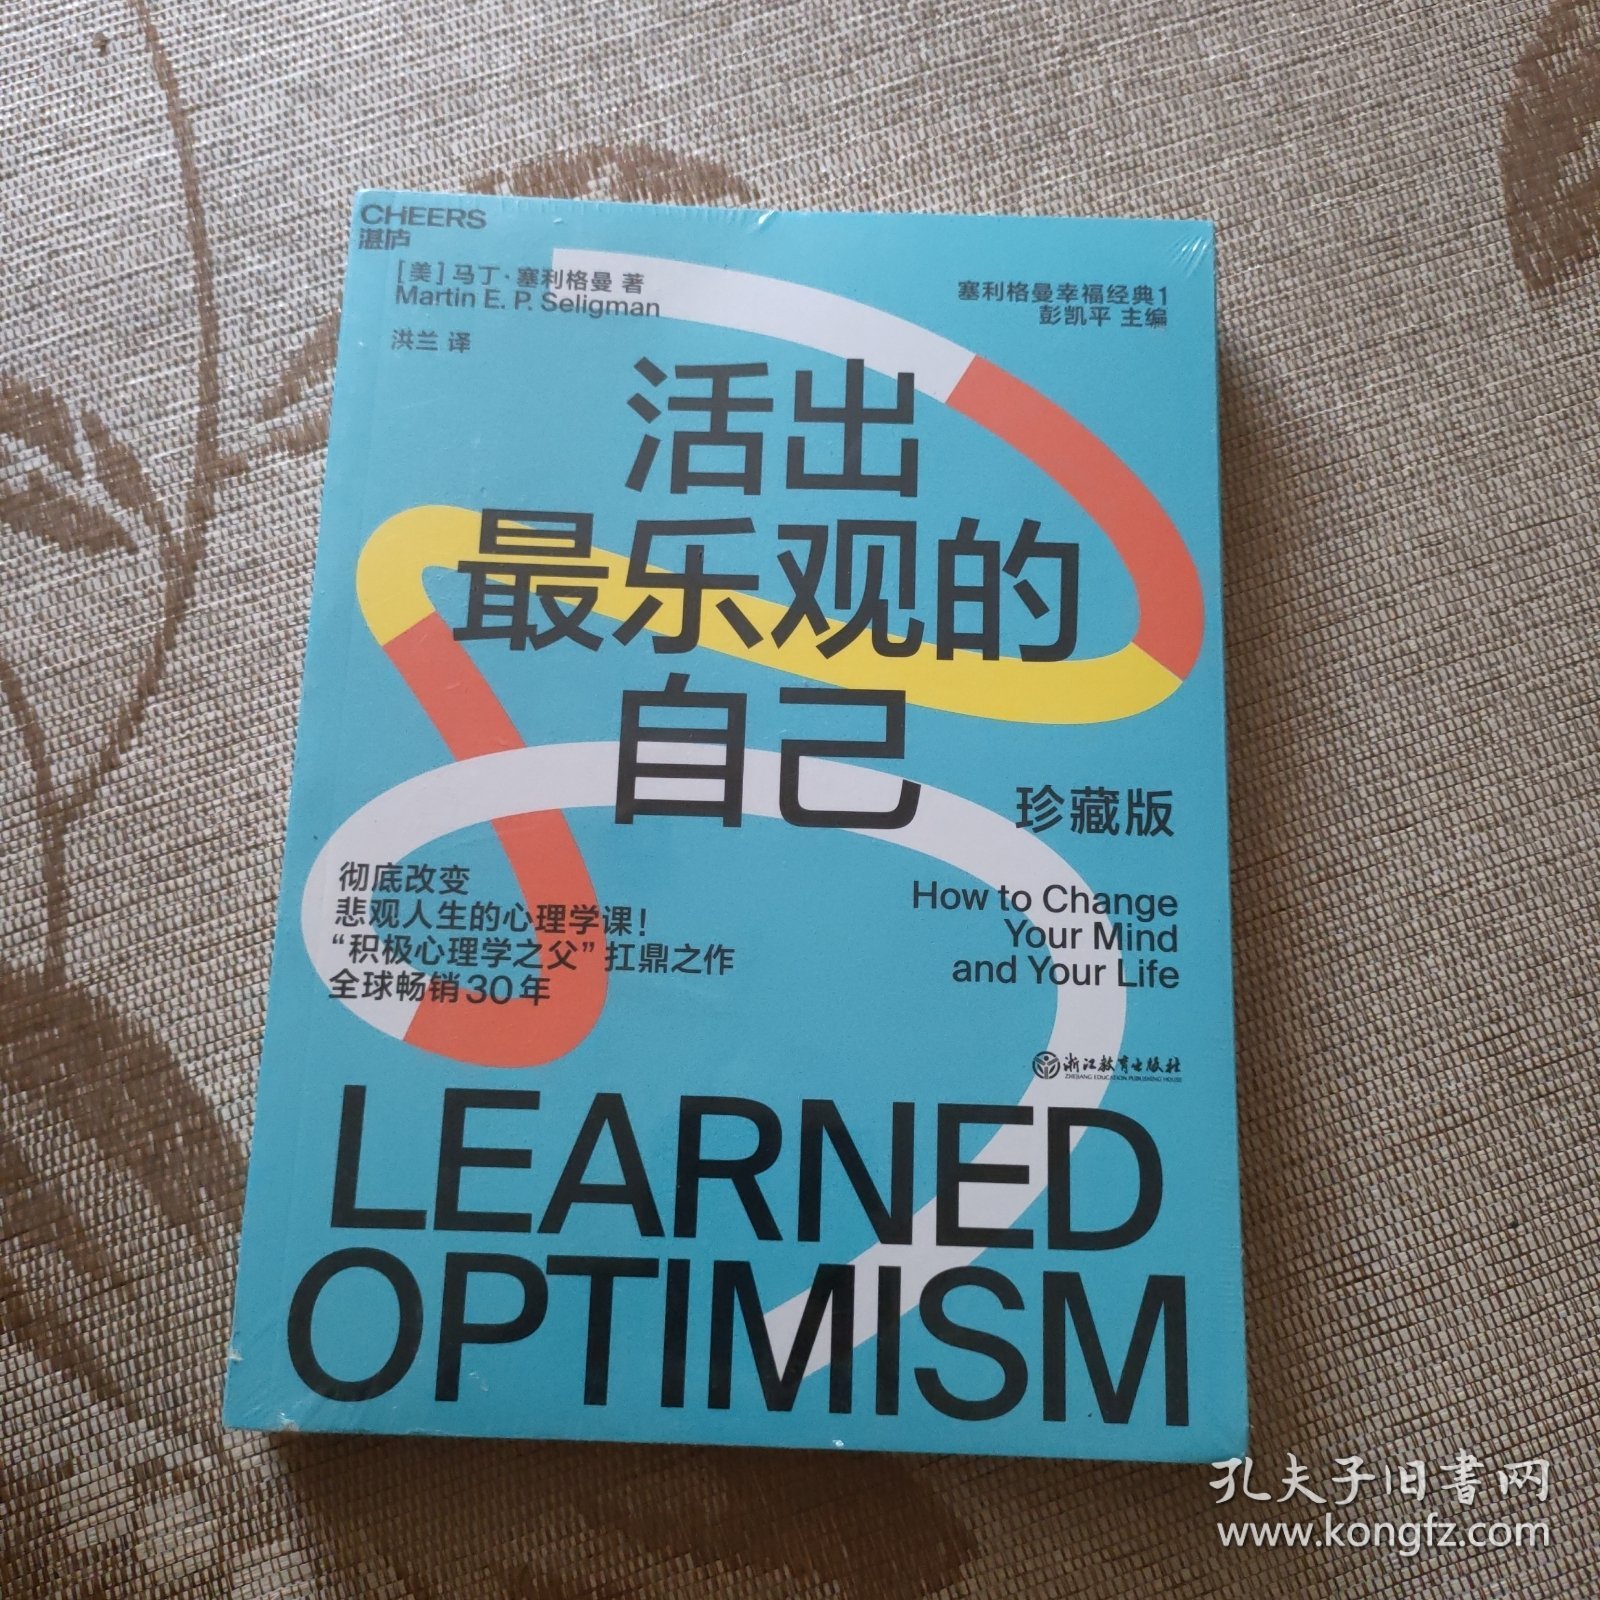 CHEERS
湛庐
[美] 马丁·塞利格曼 著
Martin E. P. Seligman
洪兰 译
塞利格曼幸福经典1
彭凯平 主编
活出
最乐观的
自己
珍藏版
彻底改变
悲观人生的心理学课！
“积极心理学之父”扛鼎之作
全球畅销30年
How to Change
Your Mind
and Your Life
浙江教育出版社
ZHEJIANG EDUCATION PUBLISHING HOUSE
LEARNED
OPTIMISM
孔夫子旧书网
www.kongfz.com